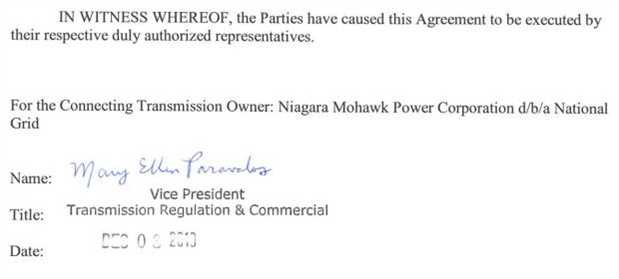 IN WITNESS WHEREOF, the Parties have caused this Agreement to be executed by
their respective duly authorized representatives.
For the Connecting Transmission Owner: Niagara Mohawk Power Corporation d/b/a National
Grid
Name: Mary Ellen Paravalos
Vice President
Title: Transmission Regulation & Commercial
Date: DEC 0 2013